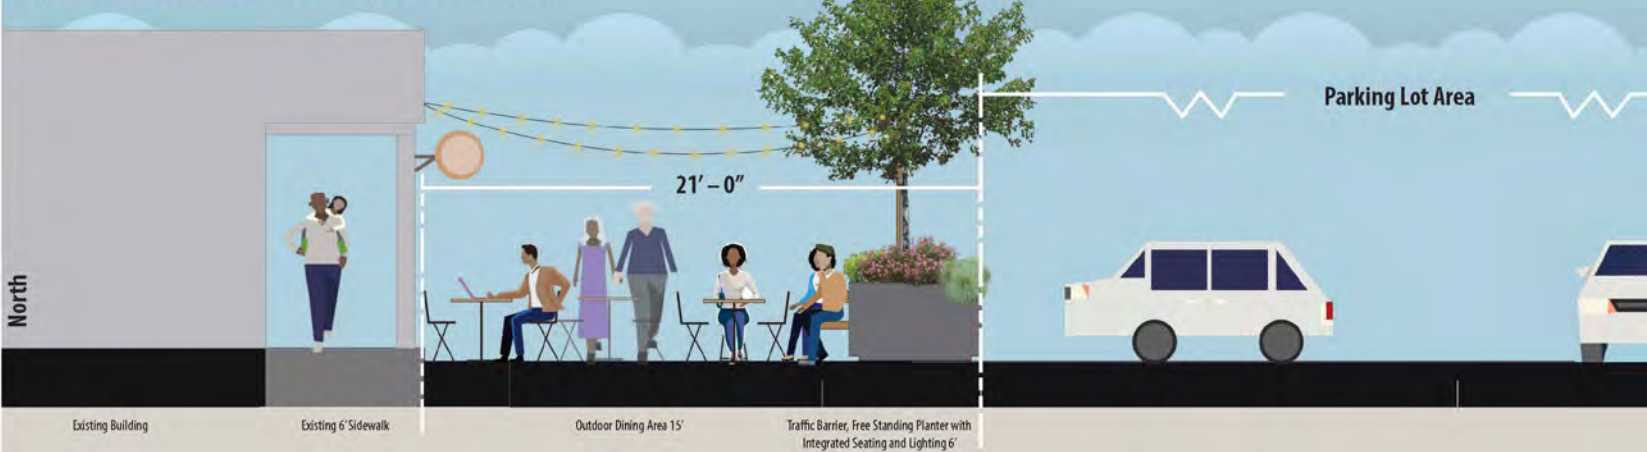 Parking Lot Area
21’ – 0”
North
Existing Building
Existing 6’ Sidewalk
Outdoor Dining Area 15’
Traffic Barrier, Free Standing Planter with
Integrated Seating and Lighting 6’